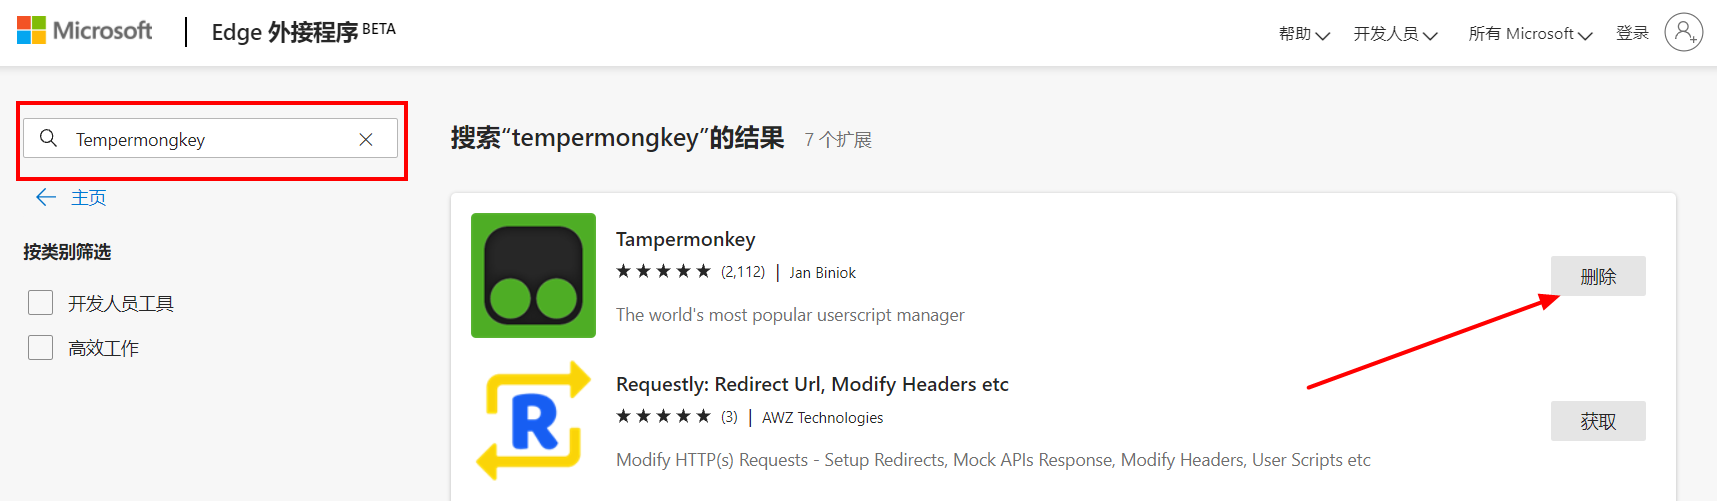 Microsoft
Edge 外接程序 BETA
帮助
开发人员
所有 Microsoft
登录
Tempermongkey
主页
按类别筛选
开发人员工具
高效工作
搜索“tempermongkey”的结果 7 个扩展
Tampermonkey
(2,112) | Jan Biniok
The world's most popular userscript manager
删除
R
Requestly: Redirect Url, Modify Headers etc
(3) | AWZ Technologies
Modify HTTP(s) Requests - Setup Redirects, Mock APIs Response, Modify Headers, User Scripts etc
获取